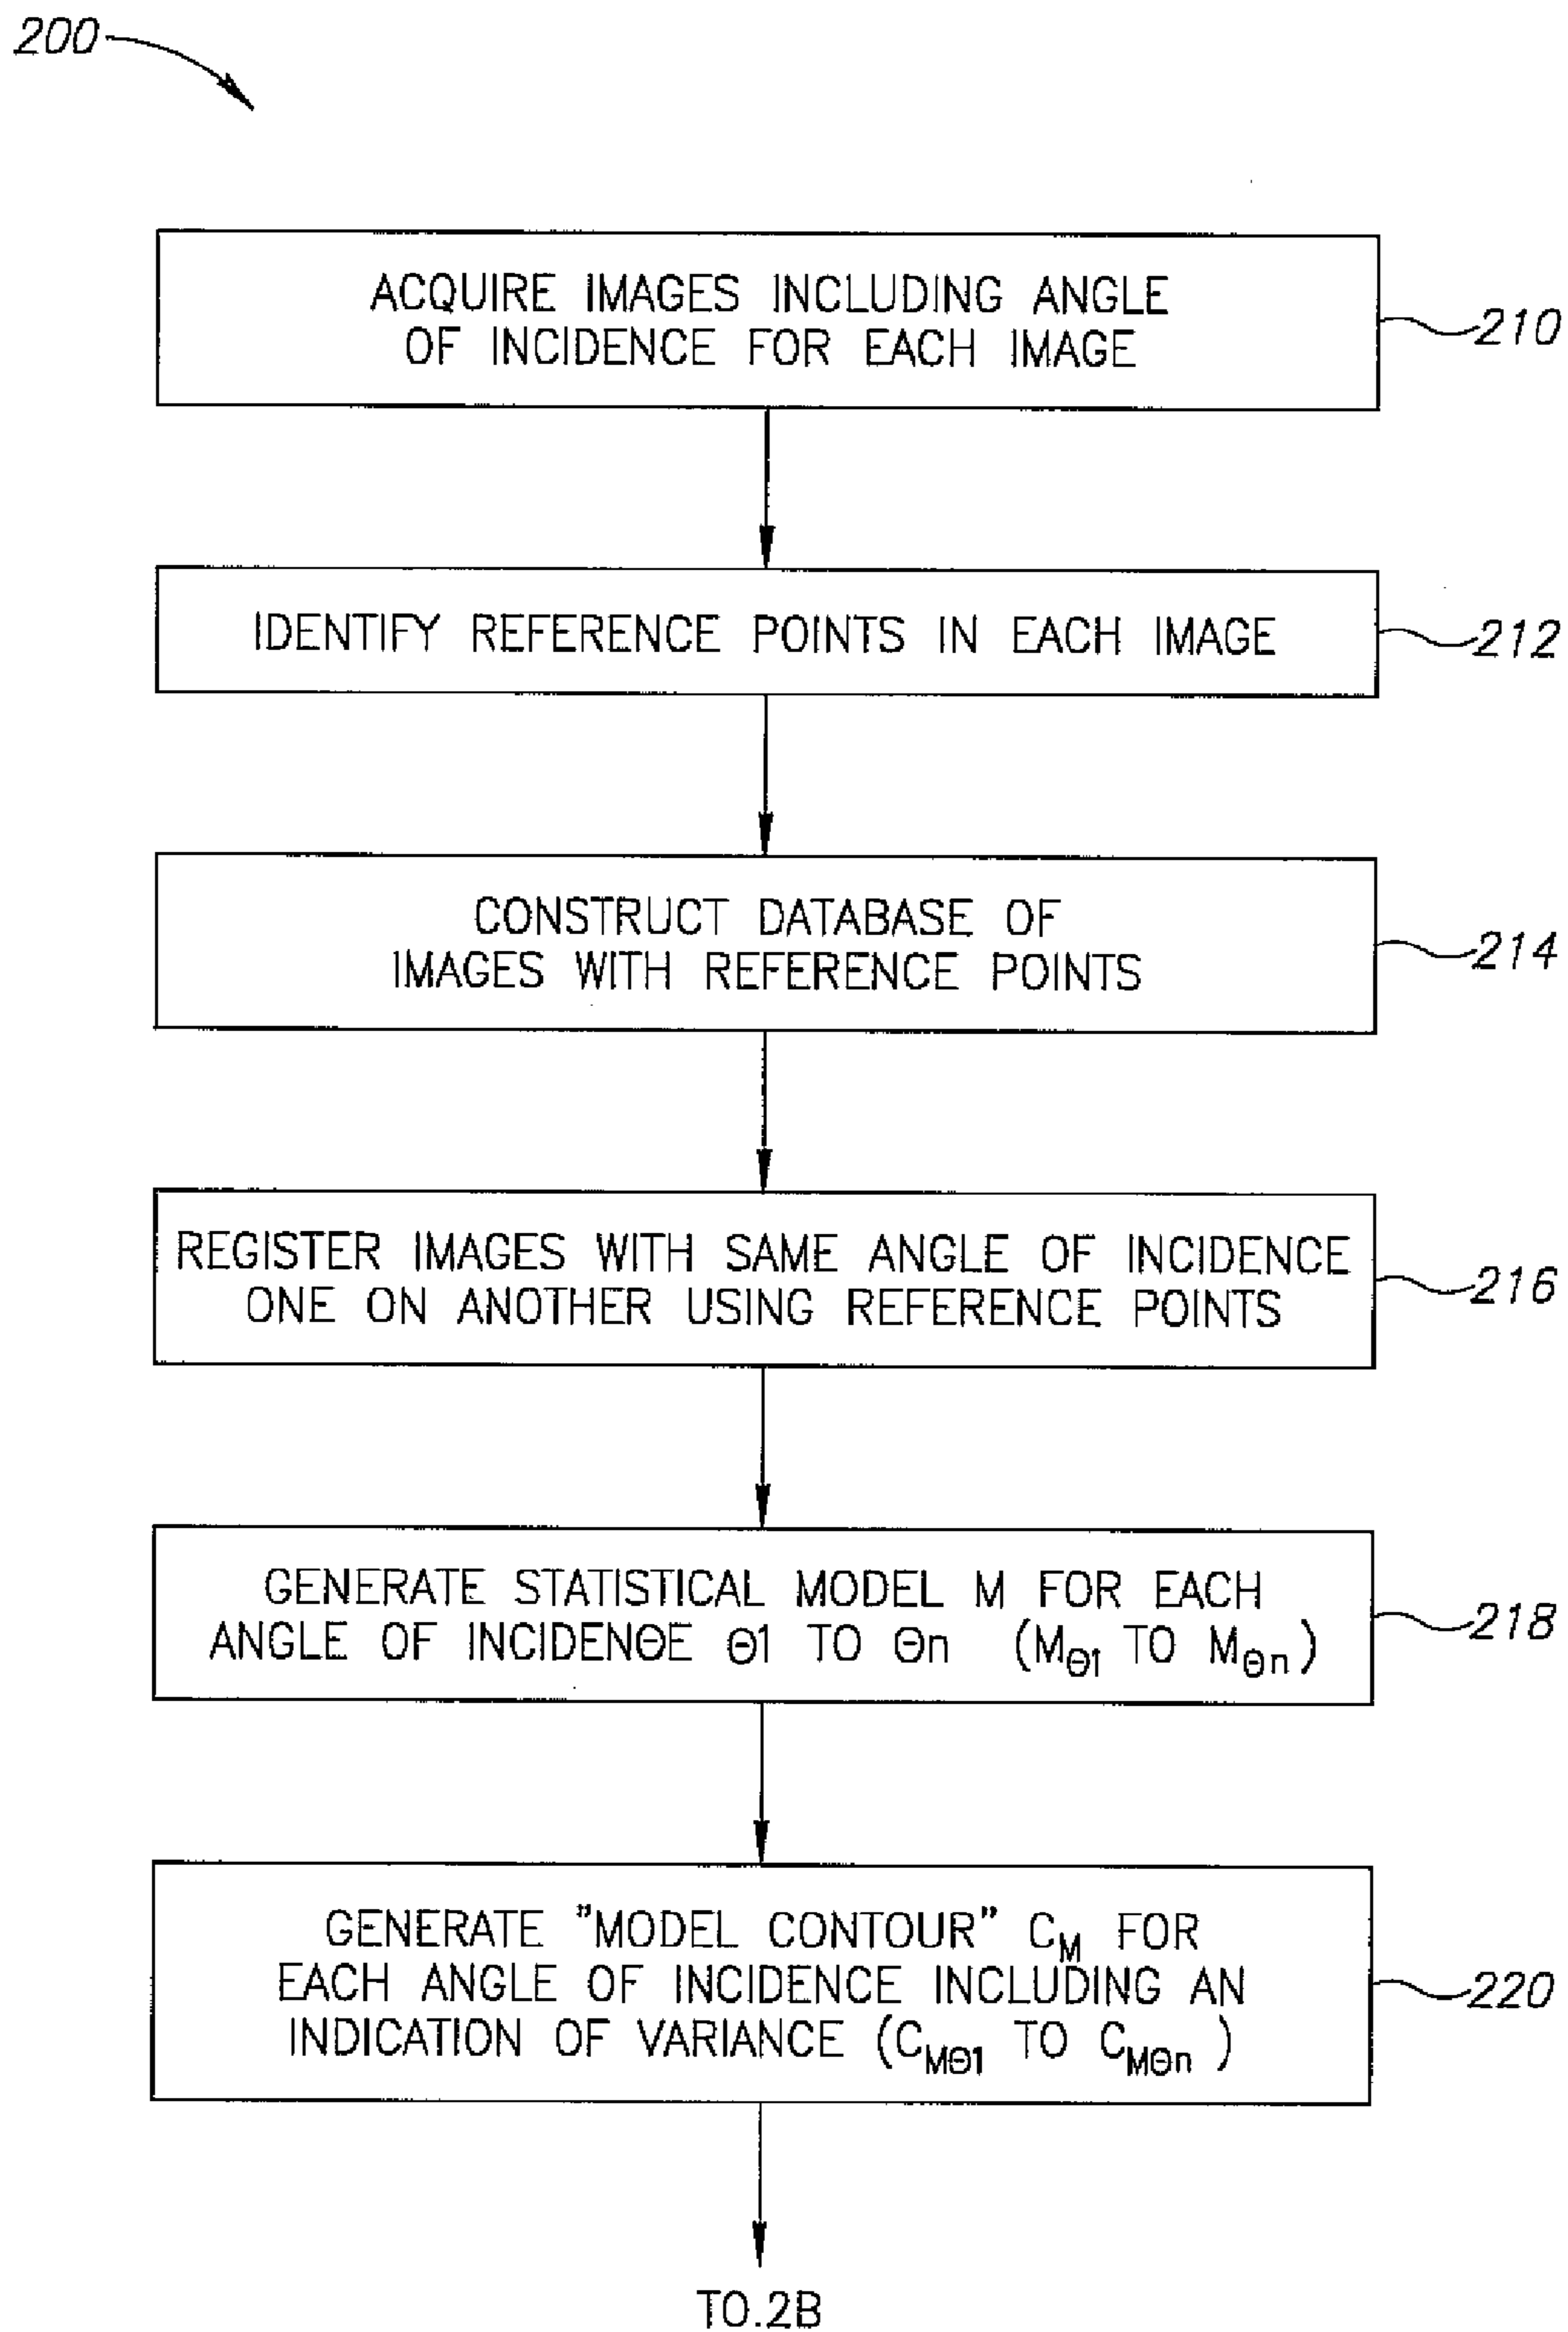 200
ACQUIRE IMAGES INCLUDING ANGLE
OF INCIDENCE FOR EACH IMAGE
210
IDENTIFY REFERENCE POINTS IN EACH IMAGE
212
CONSTRUCT DATABASE OF
IMAGES WITH REFERENCE POINTS
214
REGISTER IMAGES WITH SAME ANGLE OF INCIDENCE
ONE ON ANOTHER USING REFERENCE POINTS
216
GENERATE STATISTICAL MODEL M FOR EACH
ANGLE OF INCIDENΘE Θ1 TO Θn (MΘ1 TO MΘn)
218
GENERATE "MODEL CONTOUR" CM FOR
EACH ANGLE OF INCIDENCE INCLUDING AN
INDICATION OF VARIANCE (CMΘ1 TO CMΘn)
220
TO.2B